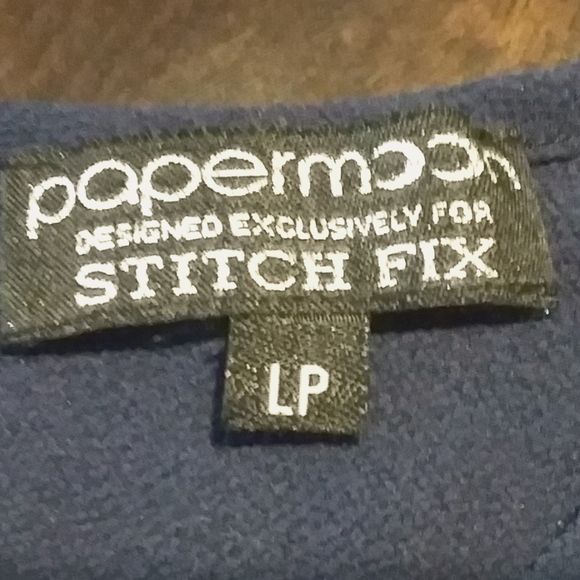 papermoon
DESIGNED EXCLUSIVELY FOR
STITCH FIX
LP